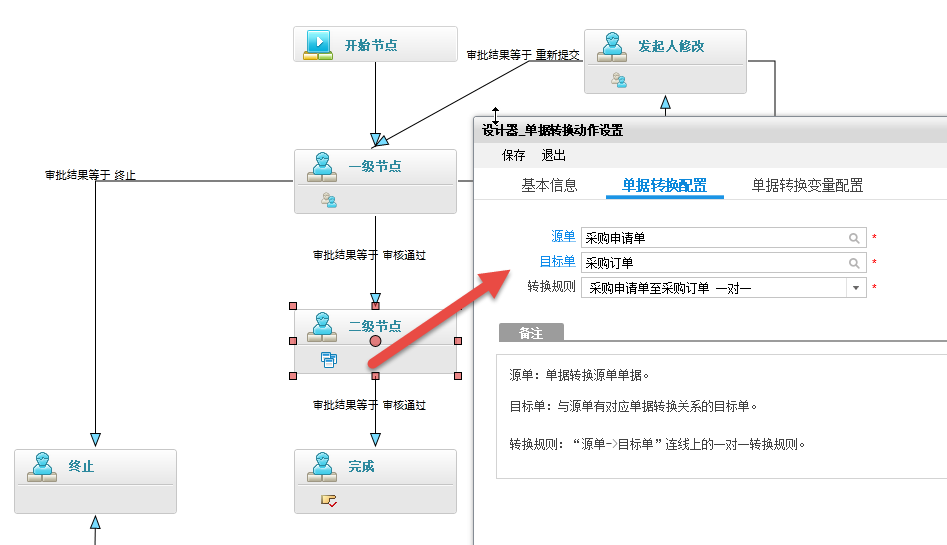 开始节点
审批结果等于 重新提交
发起人修改
审批结果等于 终止
一级节点
审批结果等于 审核通过
二级节点
审批结果等于 审核通过
终止
完成
设计器_单据转换动作设置
保存 退出
基本信息 单据转换配置 单据转换变量配置
源单 采购申请单 *
目标单 采购订单 *
转换规则 采购申请单至采购订单 一对一 *
备注
源单：单据转换源单单据。
目标单：与源单有对应单据转换关系的目标单。
转换规则：“源单->目标单”连线上的一对一转换规则。